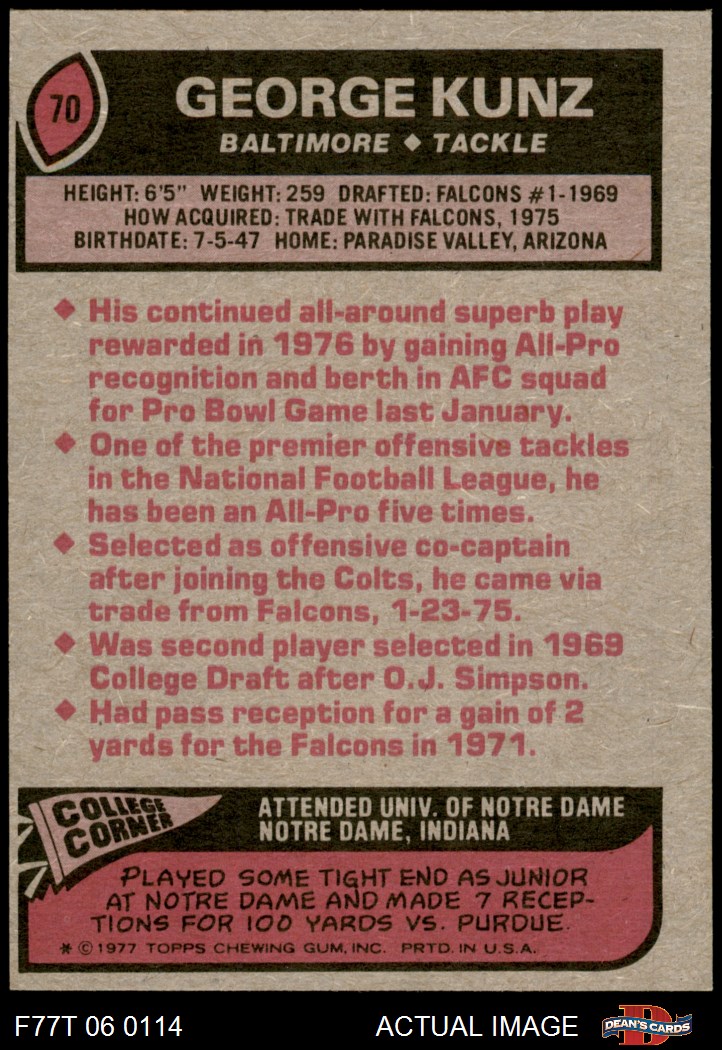 70
GEORGE KUNZ
BALTIMORE ◆ TACKLE
HEIGHT: 6'5" WEIGHT: 259 DRAFTED: FALCONS #1-1969
HOW ACQUIRED: TRADE WITH FALCONS, 1975
BIRTHDATE: 7-5-47 HOME: PARADISE VALLEY, ARIZONA
◆ His continued all-around superb play
rewarded in 1976 by gaining All-Pro
recognition and berth in AFC squad
for Pro Bowl Game last January.
◆ One of the premier offensive tackles
in the National Football League, he
has been an All-Pro five times.
◆ Selected as offensive co-captain
after joining the Colts, he came via
trade from Falcons, 1-23-75.
◆ Was second player selected in 1969
College Draft after O.J. Simpson.
◆ Had pass reception for a gain of 2
yards for the Falcons in 1971.
COLLEGE
CORNER
ATTENDED UNIV. OF NOTRE DAME
NOTRE DAME, INDIANA
PLAYED SOME TIGHT END AS JUNIOR
AT NOTRE DAME AND MADE 7 RECEP-
TIONS FOR 100 YARDS VS. PURDUE.
* © 1977 TOPPS CHEWING GUM, INC. PRTD. IN U.S.A.
F77T 06 0114
ACTUAL IMAGE
D
DEAN'S CARDS